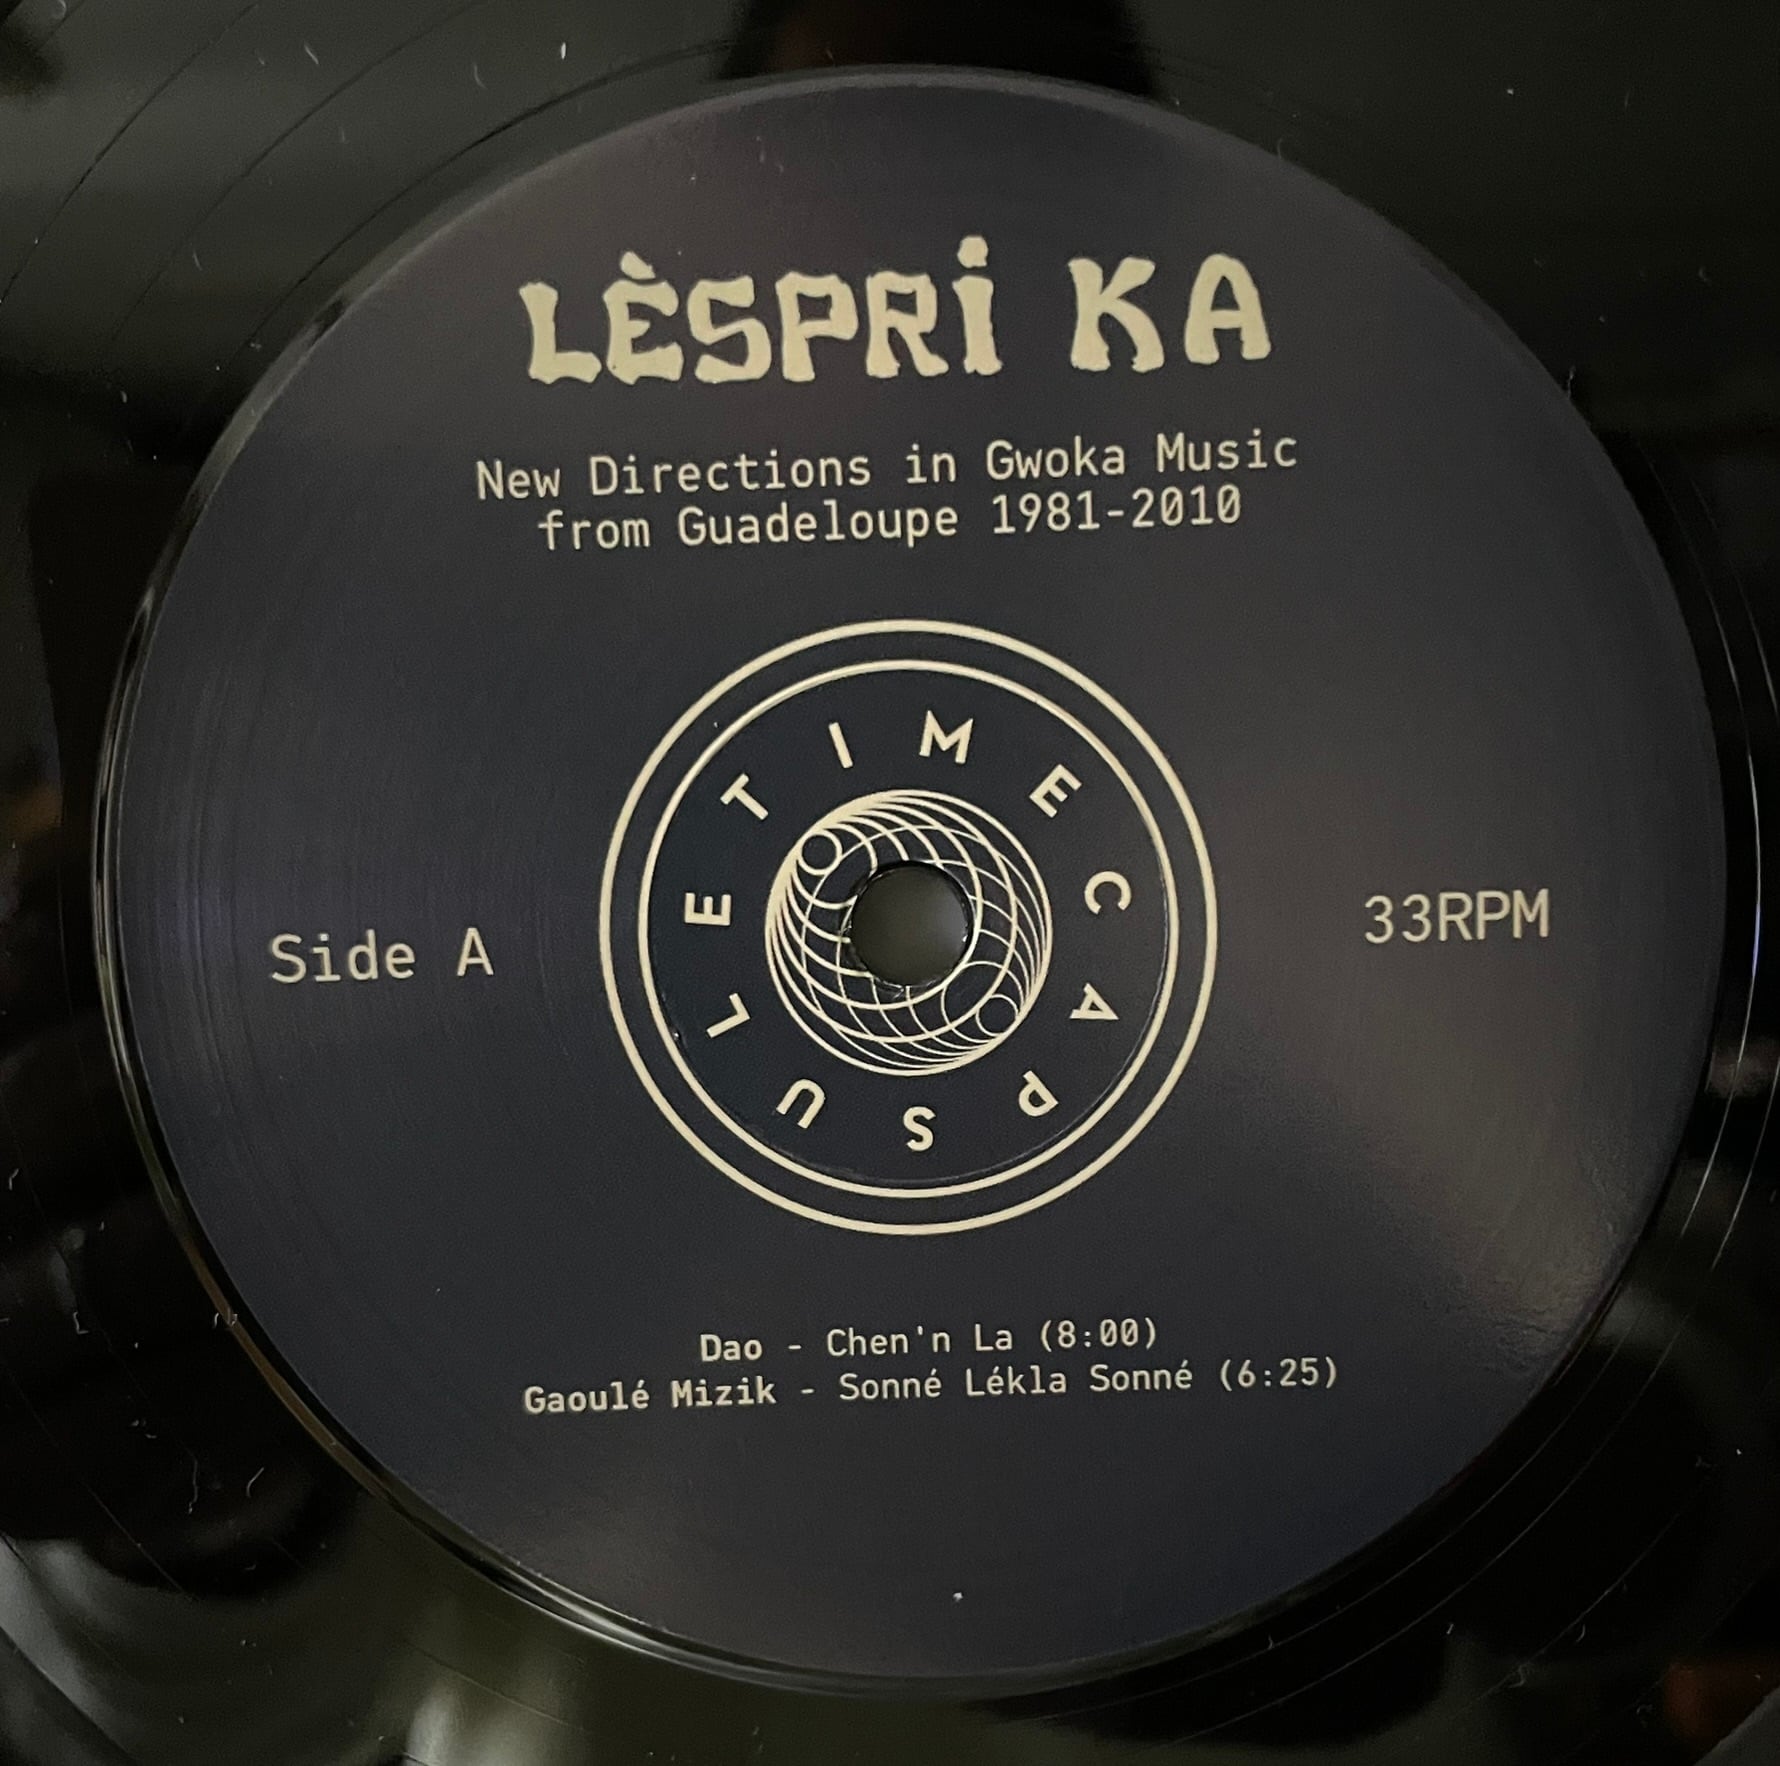 LÈSPRi KA
New Directions in Gwoka Music
from Guadeloupe 1981-2010
TIME CAPSULE
Side A
33RPM
Dao - Chen'n La (8:00)
Gaoulé Mizik - Sonné Lékla Sonné (6:25)